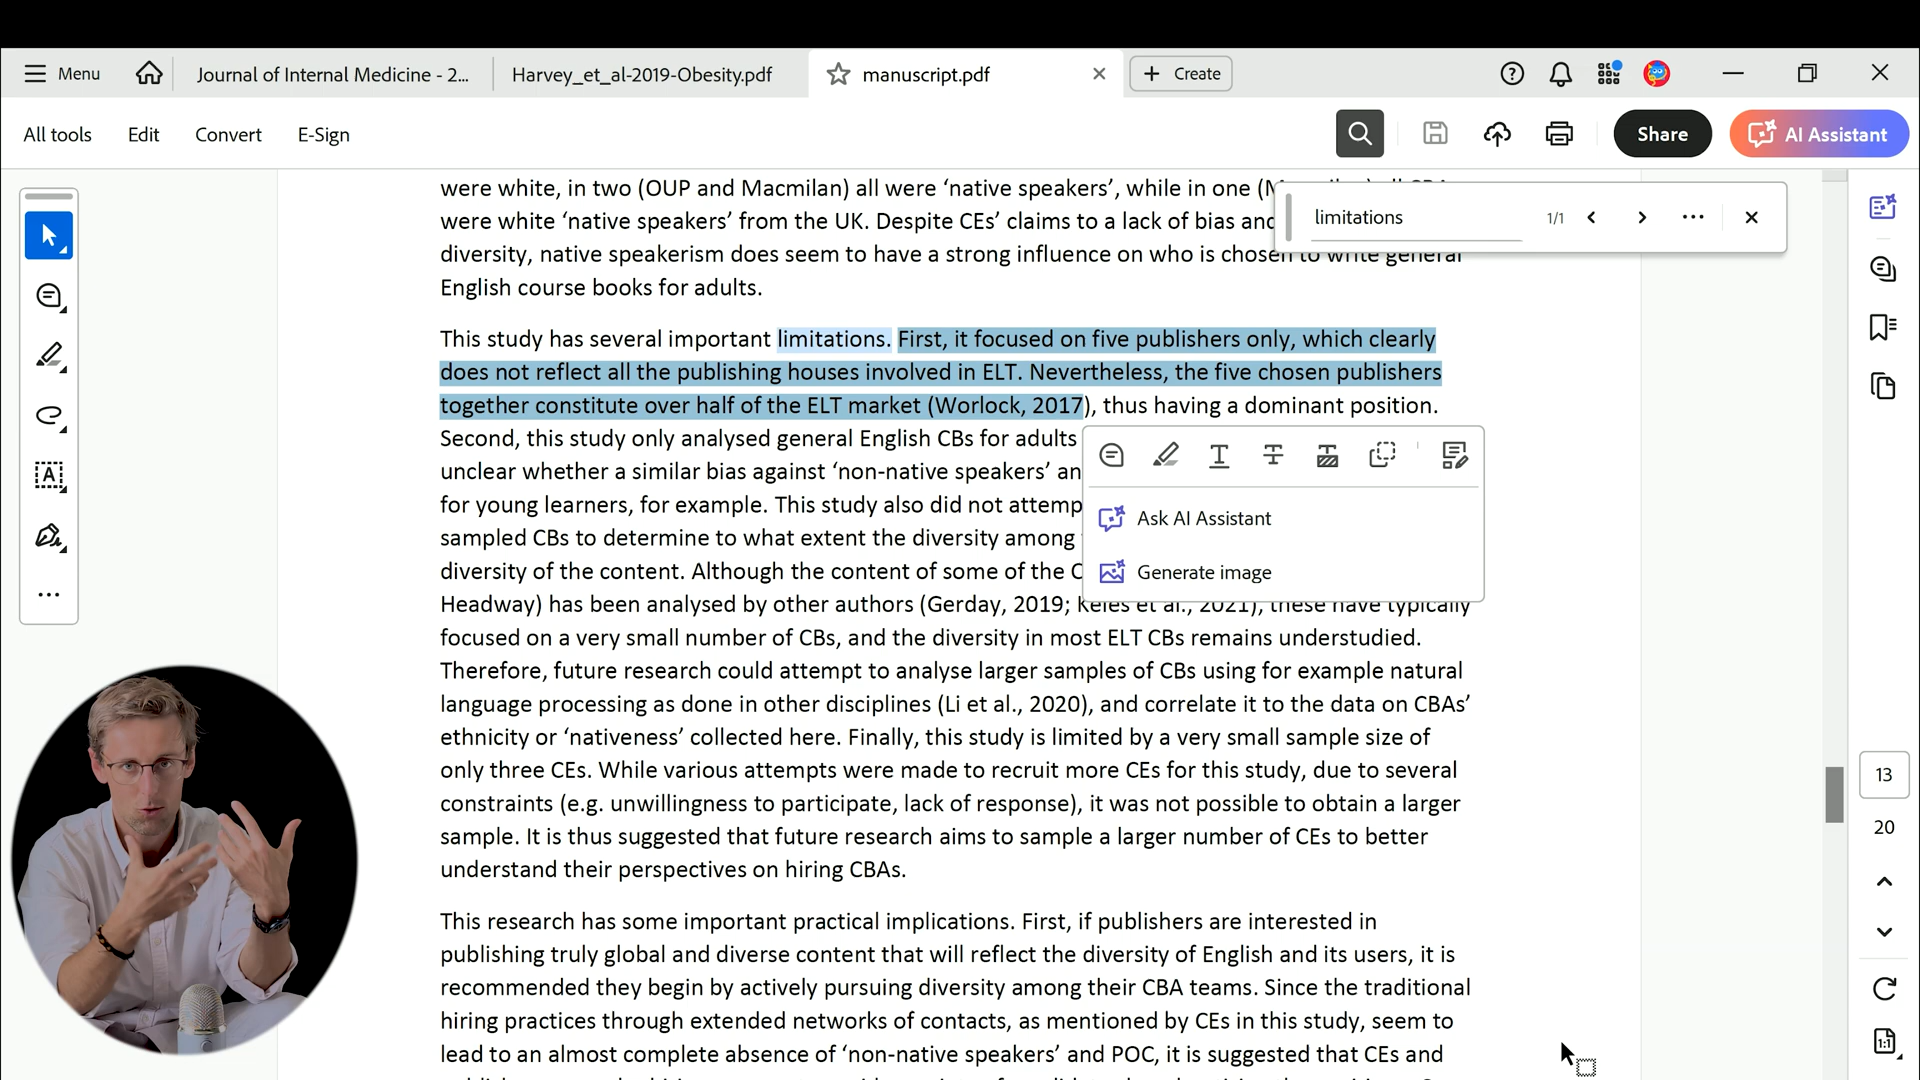 Menu
Journal of Internal Medicine - 2...
Harvey_et_al-2019-Obesity.pdf
manuscript.pdf
Create
All tools
Edit
Convert
E-Sign
Share
AI Assistant
limitations
1/1
were white, in two (OUP and Macmilan) all were ‘native speakers’, while in one
were white ‘native speakers’ from the UK. Despite CEs’ claims to a lack of bias and
diversity, native speakerism does seem to have a strong influence on who is chosen to write general
English course books for adults.
This study has several important limitations. First, it focused on five publishers only, which clearly
does not reflect all the publishing houses involved in ELT. Nevertheless, the five chosen publishers
together constitute over half of the ELT market (Worlock, 2017), thus having a dominant position.
Second, this study only analysed general English CBs for adults
unclear whether a similar bias against ‘non-native speakers’
for young learners, for example. This study also did not
sampled CBs to determine to what extent the diversity among
diversity of the content. Although the content of some of the
Headway) has been analysed by other authors (Gerday, 2019; Keles et al., 2021), these have typically
focused on a very small number of CBs, and the diversity in most ELT CBs remains understudied.
Therefore, future research could attempt to analyse larger samples of CBs using for example natural
language processing as done in other disciplines (Li et al., 2020), and correlate it to the data on CBAs’
ethnicity or ‘nativeness’ collected here. Finally, this study is limited by a very small sample size of
only three CEs. While various attempts were made to recruit more CEs for this study, due to several
constraints (e.g. unwillingness to participate, lack of response), it was not possible to obtain a larger
sample. It is thus suggested that future research aims to sample a larger number of CEs to better
understand their perspectives on hiring CBAs.
This research has some important practical implications. First, if publishers are interested in
publishing truly global and diverse content that will reflect the diversity of English and its users, it is
recommended they begin by actively pursuing diversity among their CBA teams. Since the traditional
hiring practices through extended networks of contacts, as mentioned by CEs in this study, seem to
lead to an almost complete absence of ‘non-native speakers’ and POC, it is suggested that CEs and
Ask AI Assistant
Generate image
13
20
1:1